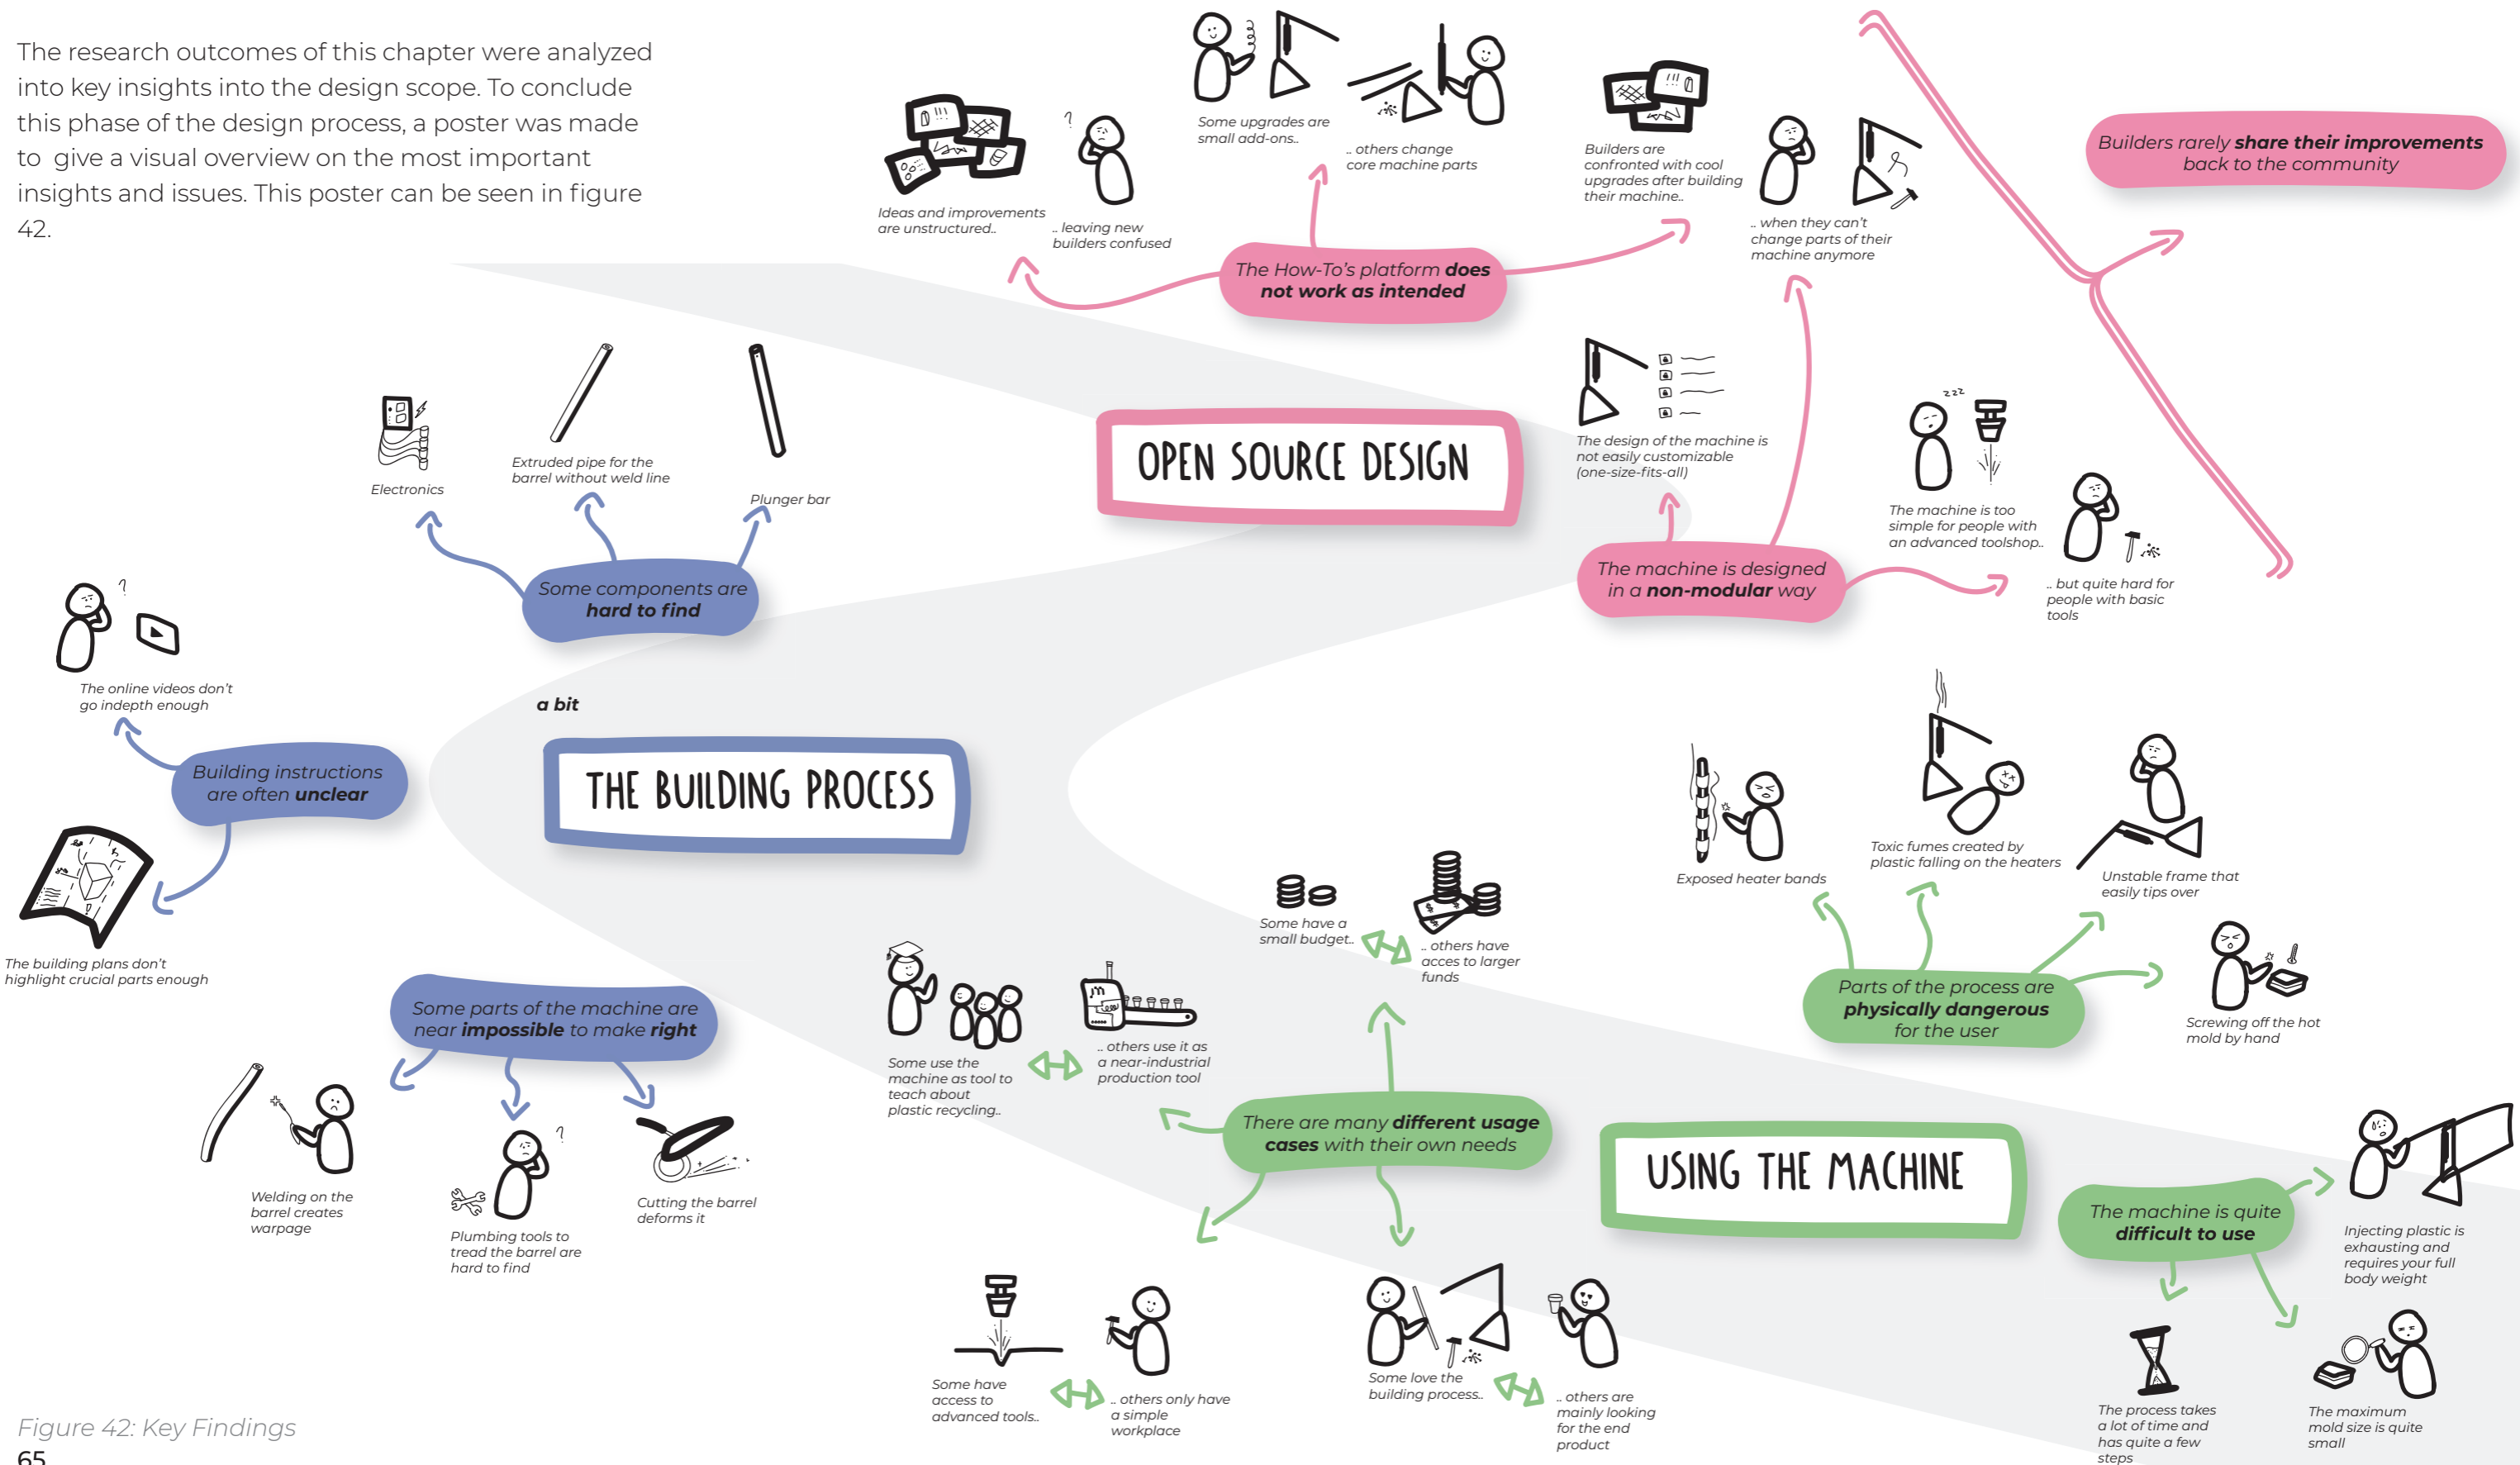 The research outcomes of this chapter were analyzed
into key insights into the design scope. To conclude
this phase of the design process, a poster was made
to give a visual overview on the most important
insights and issues. This poster can be seen in figure
42.
Ideas and improvements
are unstructured..
.. leaving new
builders confused
Some upgrades are
small add-ons..
.. others change
core machine parts
Builders are
confronted with cool
upgrades after building
their machine..
.. when they can't
change parts of their
machine anymore
The How-To's platform does
not work as intended
Builders rarely share their improvements
back to the community
OPEN SOURCE DESIGN
The design of the machine is
not easily customizable
(one-size-fits-all)
The machine is designed
in a non-modular way
zzz
The machine is too
simple for people with
an advanced toolshop..
.. but quite hard for
people with basic
tools
Electronics
Extruded pipe for the
barrel without weld line
Plunger bar
Some components are
hard to find
?
The online videos don't
go indepth enough
Building instructions
are often unclear
The building plans don't
highlight crucial parts enough
a bit
THE BUILDING PROCESS
Some parts of the machine are
near impossible to make right
Welding on the
barrel creates
warpage
Plumbing tools to
tread the barrel are
hard to find
Cutting the barrel
deforms it
Some have a
small budget..
.. others have
acces to larger
funds
Some use the
machine as tool to
teach about
plastic recycling..
.. others use it as
a near-industrial
production tool
There are many different usage
cases with their own needs
Some have
access to
advanced tools..
.. others only have
a simple
workplace
Some love the
building process..
.. others are
mainly looking
for the end
product
USING THE MACHINE
Exposed heater bands
Toxic fumes created by
plastic falling on the heaters
Unstable frame that
easily tips over
Screwing off the hot
mold by hand
Parts of the process are
physically dangerous
for the user
The machine is quite
difficult to use
Injecting plastic is
exhausting and
requires your full
body weight
The process takes
a lot of time and
has quite a few
steps
The maximum
mold size is quite
small
Figure 42: Key Findings
65